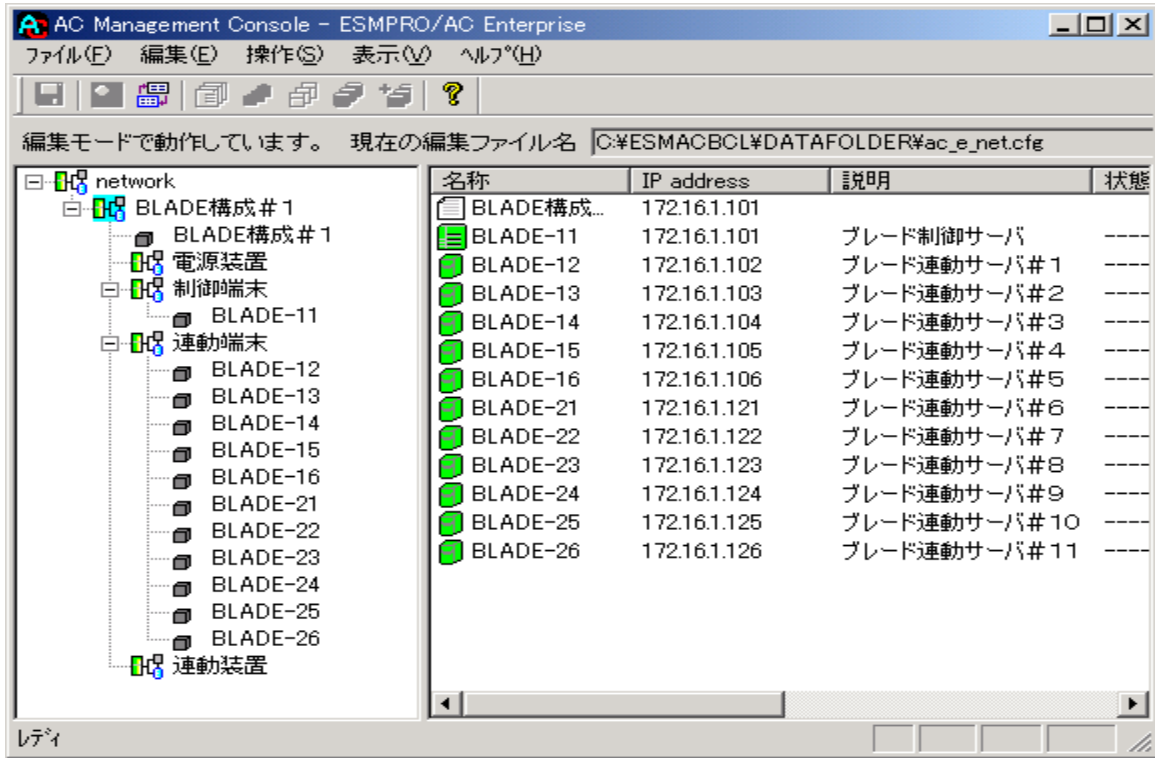 AC Management Console - ESMPRO/AC Enterprise
ファイル(F) 編集(E) 操作(S) 表示(V) ヘルプ(H)
編集モードで動作しています。 現在の編集ファイル名 C:¥ESMACBCL¥DATAFOLDER¥ac_e_net.cfg
network
BLADE構成#1
BLADE構成#1
電源装置
制御端末
BLADE-11
連動端末
BLADE-12
BLADE-13
BLADE-14
BLADE-15
BLADE-16
BLADE-21
BLADE-22
BLADE-23
BLADE-24
BLADE-25
BLADE-26
連動装置
名称 IP address 説明 状態
BLADE構成... 172.16.1.101
BLADE-11 172.16.1.101 ブレード制御サーバ ----
BLADE-12 172.16.1.102 ブレード連動サーバ#1 ----
BLADE-13 172.16.1.103 ブレード連動サーバ#2 ----
BLADE-14 172.16.1.104 ブレード連動サーバ#3 ----
BLADE-15 172.16.1.105 ブレード連動サーバ#4 ----
BLADE-16 172.16.1.106 ブレード連動サーバ#5 ----
BLADE-21 172.16.1.121 ブレード連動サーバ#6 ----
BLADE-22 172.16.1.122 ブレード連動サーバ#7 ----
BLADE-23 172.16.1.123 ブレード連動サーバ#8 ----
BLADE-24 172.16.1.124 ブレード連動サーバ#9 ----
BLADE-25 172.16.1.125 ブレード連動サーバ#10 ----
BLADE-26 172.16.1.126 ブレード連動サーバ#11 ----
レディ